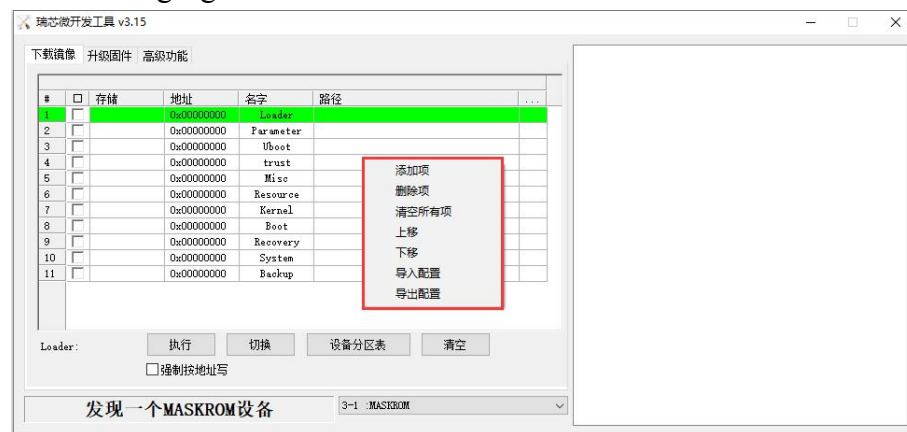 瑞芯微开发工具 v3.15
下载镜像 升级固件 高级功能
# 存储 地址 名字 路径 ...
1 0x00000000 Loader
2 0x00000000 Parameter
3 0x00000000 Uboot
4 0x00000000 trust
5 0x00000000 Misc
6 0x00000000 Resource
7 0x00000000 Kernel
8 0x00000000 Boot
9 0x00000000 Recovery
10 0x00000000 System
11 0x00000000 Backup
添加项
删除项
清空所有项
上移
下移
导入配置
导出配置
Loader: 执行 切换 设备分区表 清空
强制按地址写
发现一个MASKROM设备 3-1 :MASKROM